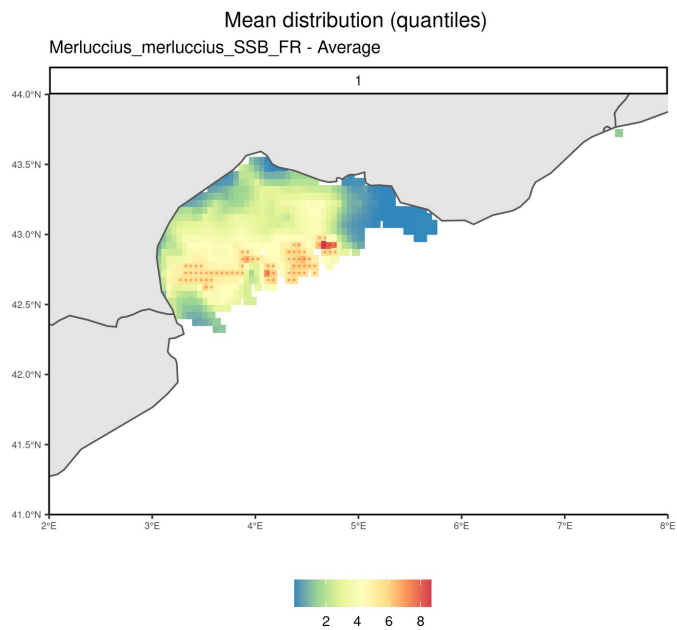 Mean distribution (quantiles)
Merluccius_merluccius_SSB_FR - Average
1
44.0°N
43.5°N
43.0°N
42.5°N
42.0°N
41.5°N
41.0°N
2°E 3°E 4°E 5°E 6°E 7°E 8°E
2 4 6 8